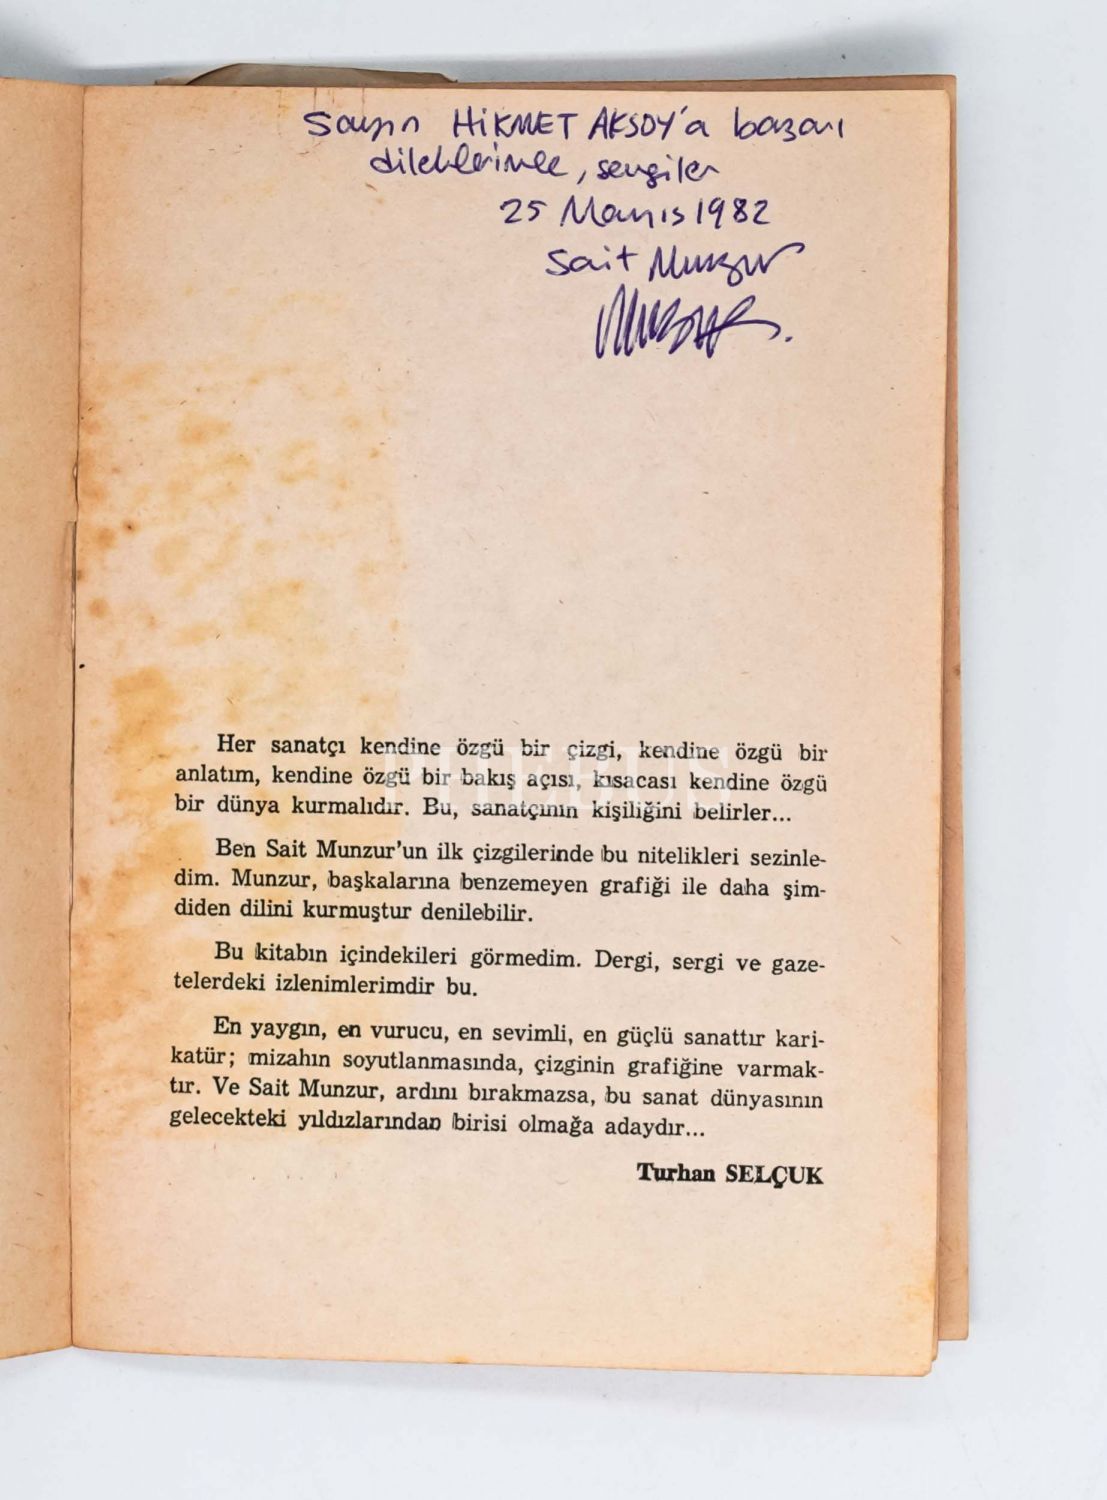 Sayın HİKMET AKSOY'a başarı
dileklerimle, sevgiler
25 Mayıs 1982
Sait Munzur
Munzur.
Her sanatçı kendine özgü bir çizgi, kendine özgü bir
anlatım, kendine özgü bir bakış açısı, kısacası kendine özgü
bir dünya kurmalıdır. Bu, sanatçının kişiliğini belirler...
Ben Sait Munzur'un ilk çizgilerinde bu nitelikleri sezinle-
dim. Munzur, başkalarına benzemeyen grafiği ile daha şim-
diden dilini kurmuştur denilebilir.
Bu kitabın içindekileri görmedim. Dergi, sergi ve gaze-
telerdeki izlenimlerimdir bu.
En yaygın, en vurucu, en sevimli, en güçlü sanattır kari-
katür; mizahın soyutlanmasında, çizginin grafiğine varmak-
tır. Ve Sait Munzur, ardını bırakmazsa, bu sanat dünyasının
gelecekteki yıldızlarından birisi olmağa adaydır...
Turhan SELÇUK
PHEBUS